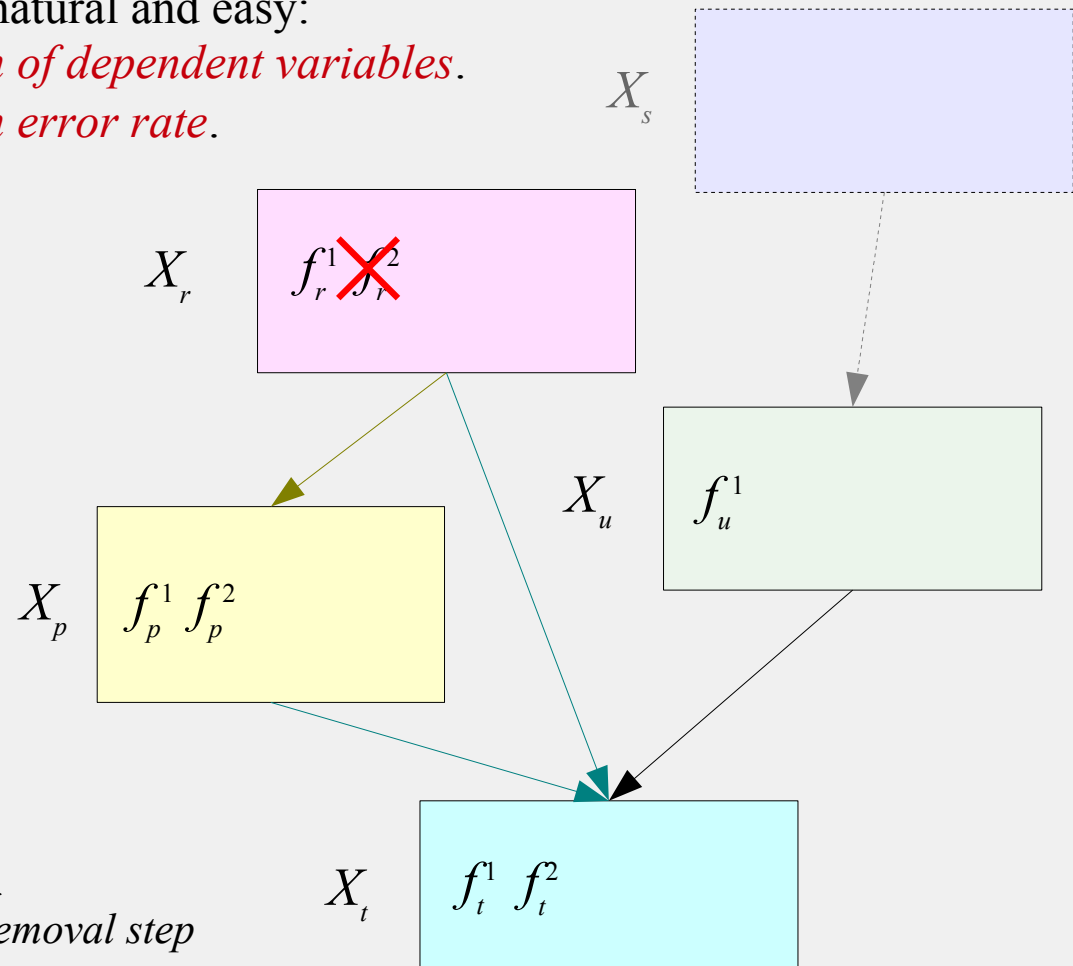 natural and easy:
of dependent variables.
error rate.
X_s
X_r
f_r^1 f_r^2
X_u
f_u^1
X_p
f_p^1 f_p^2
X_t
f_t^1 f_t^2
removal step